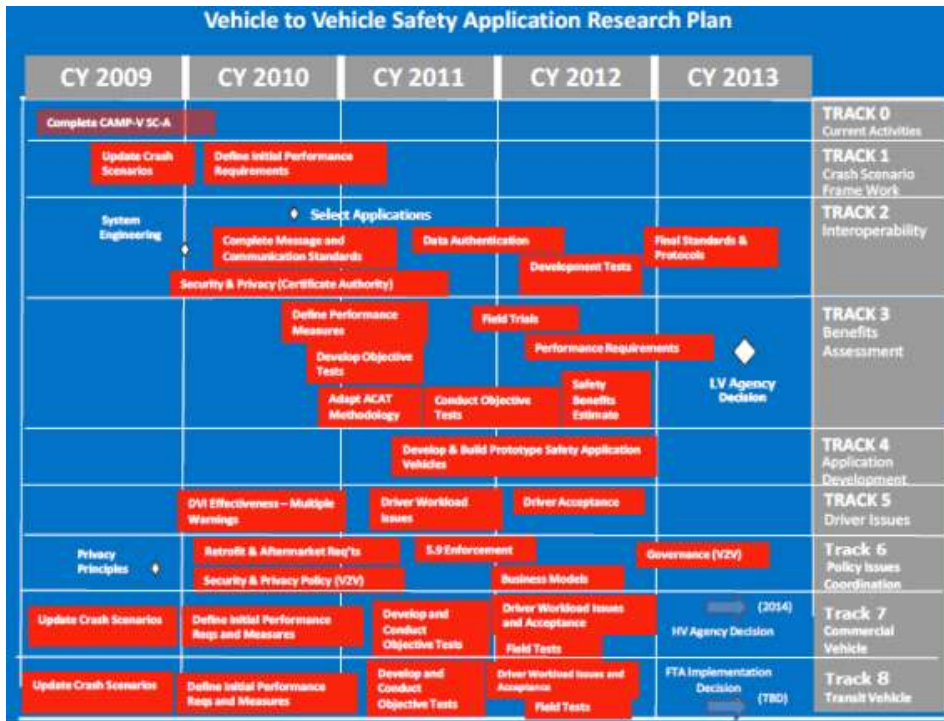 Vehicle to Vehicle Safety Application Research Plan
CY 2009
CY 2010
CY 2011
CY 2012
CY 2013
Complete CAMP-V SC-A
TRACK 0
Current Activities
Update Crash
Scenarios
Define Initial Performance
Requirements
TRACK 1
Crash Scenario
Frame Work
System
Engineering
Select Applications
Complete Message and
Communication Standards
Data Authentication
Development Tests
Final Standards &
Protocols
Security & Privacy (Certificate Authority)
TRACK 2
Interoperability
Define Performance
Measures
Field Trials
Develop Objective
Tests
Performance Requirements
Adapt ACAT
Methodology
Conduct Objective
Tests
Safety
Benefits
Estimate
LV Agency
Decision
TRACK 3
Benefits
Assessment
Develop & Build Prototype Safety Application
Vehicles
TRACK 4
Application
Development
DVI Effectiveness – Multiple
Warnings
Driver Workload
Issues
Driver Acceptance
TRACK 5
Driver Issues
Privacy
Principles
Retrofit & Aftermarket Req'ts
5.9 Enforcement
Governance (V2V)
Security & Privacy Policy (V2V)
Business Models
Track 6
Policy Issues
Coordination
Update Crash Scenarios
Define Initial Performance
Reqs and Measures
Develop and
Conduct
Objective Tests
Driver Workload Issues
and Acceptance
Field Tests
(2014)
HV Agency Decision
Track 7
Commercial
Vehicle
Update Crash Scenarios
Define Initial Performance
Reqs and Measures
Develop and
Conduct
Objective Tests
Driver Workload Issues and
Acceptance
Field Tests
FTA Implementation
Decision
(TBD)
Track 8
Transit Vehicle